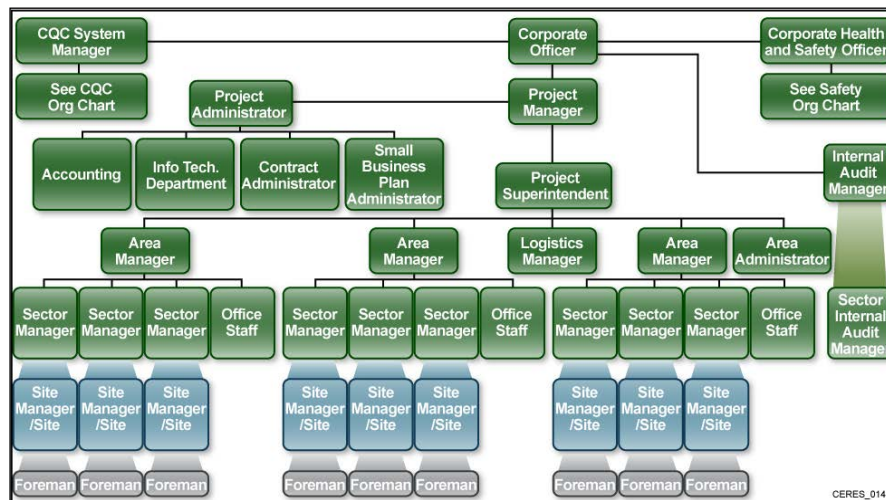 CQC System
Manager
Corporate
Officer
Corporate Health
and Safety Officer
See CQC
Org Chart
Project
Administrator
Project
Manager
See Safety
Org Chart
Accounting
Info Tech.
Department
Contract
Administrator
Small
Business
Plan
Administrator
Project
Superintendent
Internal
Audit
Manager
Area
Manager
Area
Manager
Logistics
Manager
Area
Manager
Area
Administrator
Sector
Manager
Sector
Manager
Sector
Manager
Office
Staff
Sector
Manager
Sector
Manager
Sector
Manager
Office
Staff
Sector
Manager
Sector
Manager
Sector
Manager
Office
Staff
Sector
Internal
Audit
Manager
Site
Manager
/Site
Site
Manager
/Site
Site
Manager
/Site
Site
Manager
/Site
Site
Manager
/Site
Site
Manager
/Site
Site
Manager
/Site
Site
Manager
/Site
Site
Manager
/Site
Foreman
Foreman
Foreman
Foreman
Foreman
Foreman
Foreman
Foreman
Foreman
CERES_014